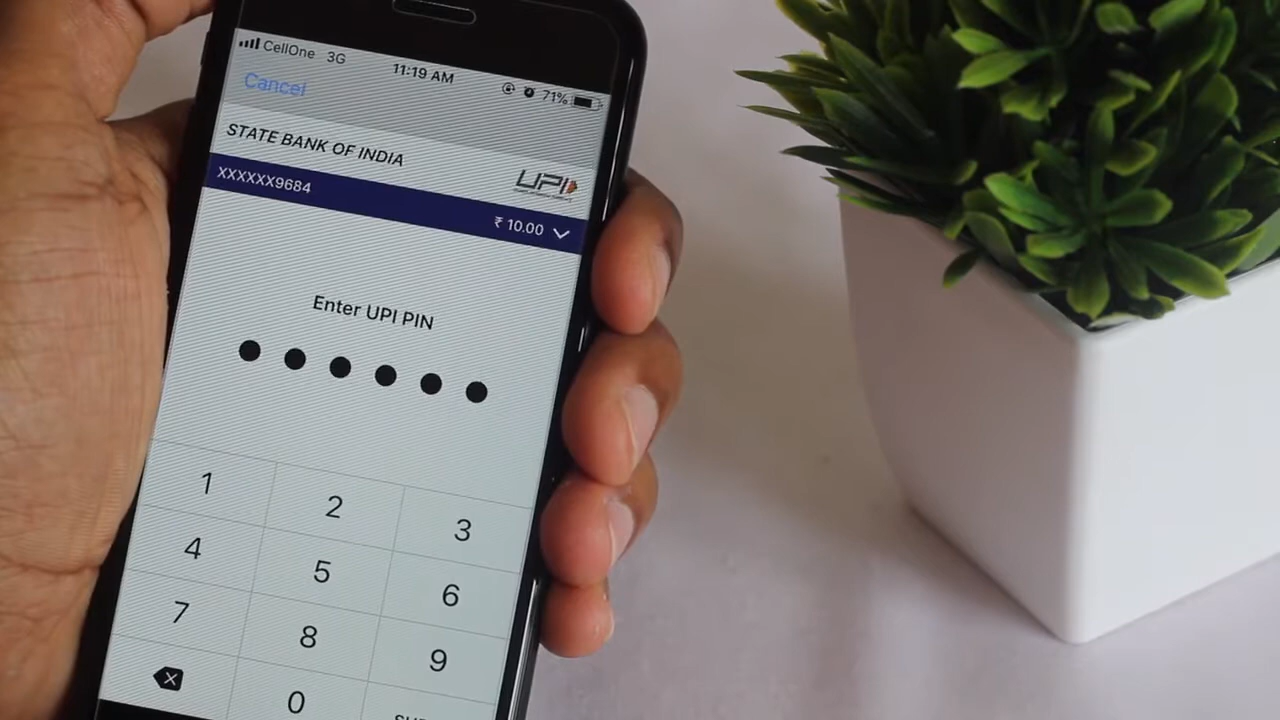 CellOne 3G 11:19 AM 71%
Cancel
STATE BANK OF INDIA
UPI
XXXXXX9684
₹ 10.00
Enter UPI PIN
1 2 3
4 5 6
7 8 9
0